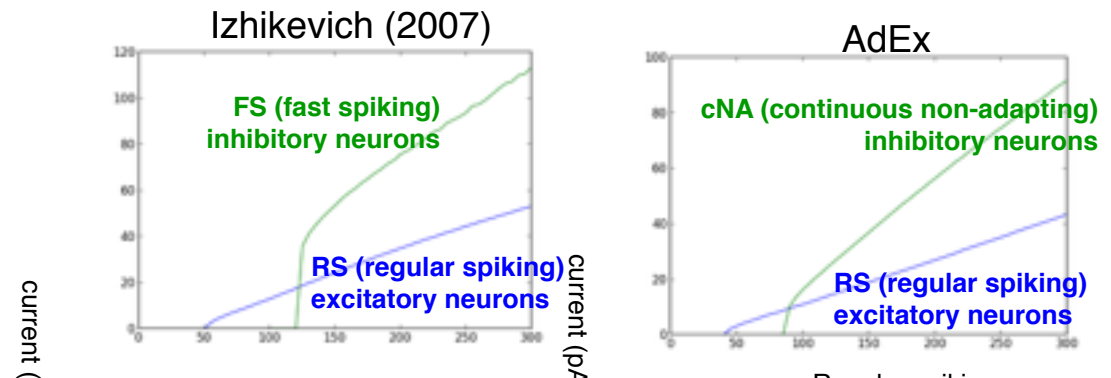 Izhikevich (2007)
120
100
80
60
40
20
0
0 50 100 150 200 250 300
FS (fast spiking)
inhibitory neurons
RS (regular spiking)
excitatory neurons
current (
AdEx
100
80
60
40
20
0
0 50 100 150 200 250 300
cNA (continuous non-adapting)
inhibitory neurons
RS (regular spiking)
excitatory neurons
current (pA